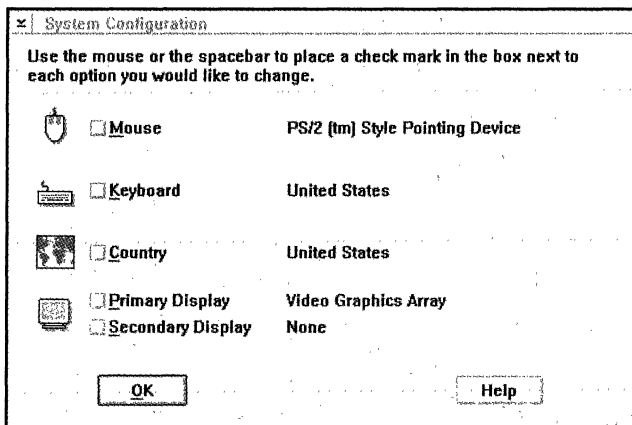 System Configuration
Use the mouse or the spacebar to place a check mark in the box next to
each option you would like to change.
Mouse PS/2 (tm) Style Pointing Device
Keyboard United States
Country United States
Primary Display Video Graphics Array
Secondary Display None
OK Help